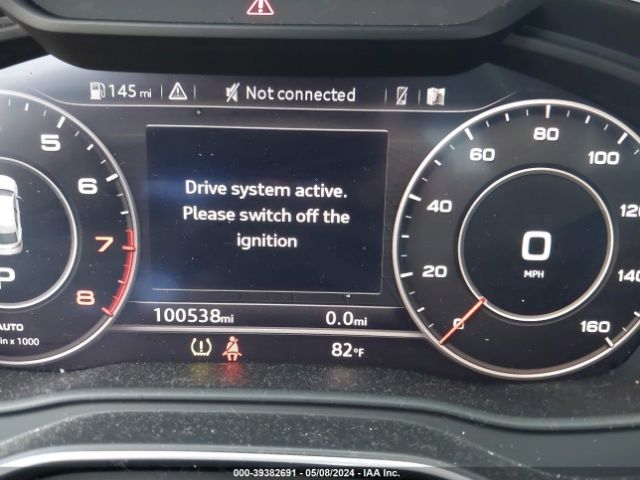 145 mi
Not connected
5
6
7
8
Drive system active.
Please switch off the
ignition
P
AUTO
in x 1000
100538mi
0.0mi
82°F
0
20
40
60
80
100
120
140
160
0
MPH
000-39382691 - 05/08/2024 - IAA Inc.